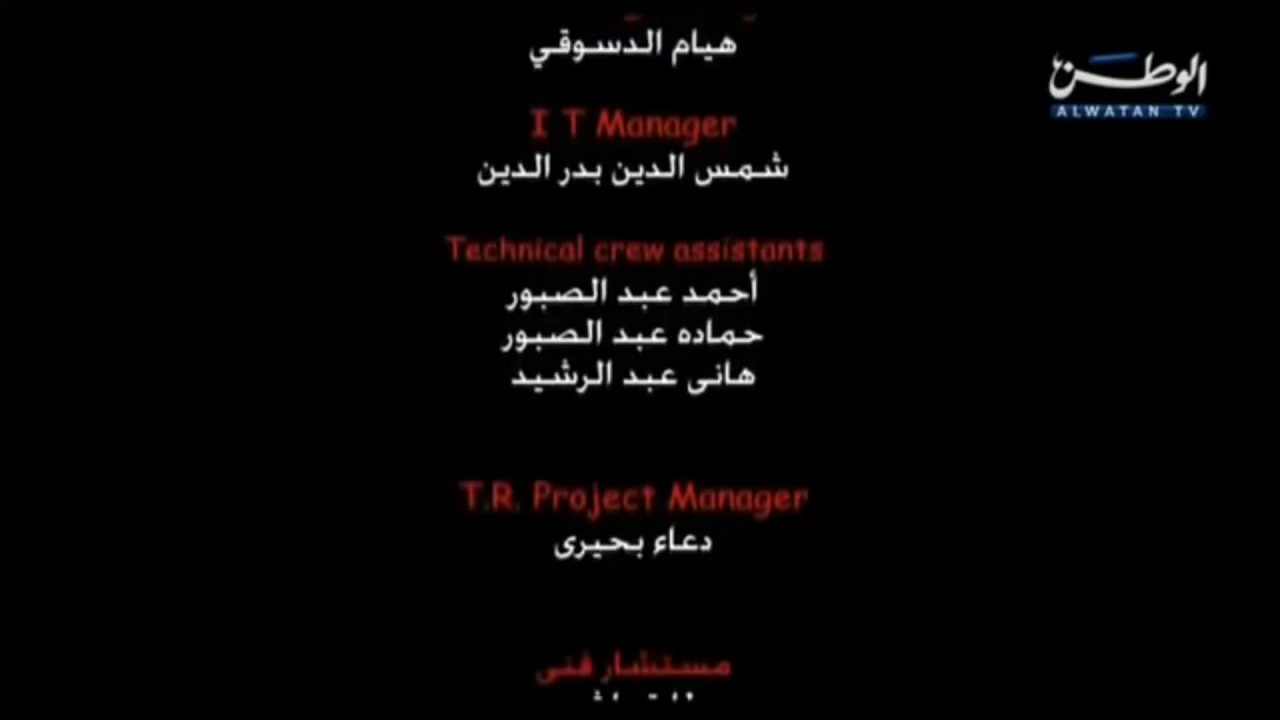 هيام الدسوقي
الوطن
ALWATAN TV
I T Manager
شمس الدين بدر الدين
Technical crew assistants
أحمد عبد الصبور
حماده عبد الصبور
هانى عبد الرشيد
T.R. Project Manager
دعاء بحيرى
مستشار فنى